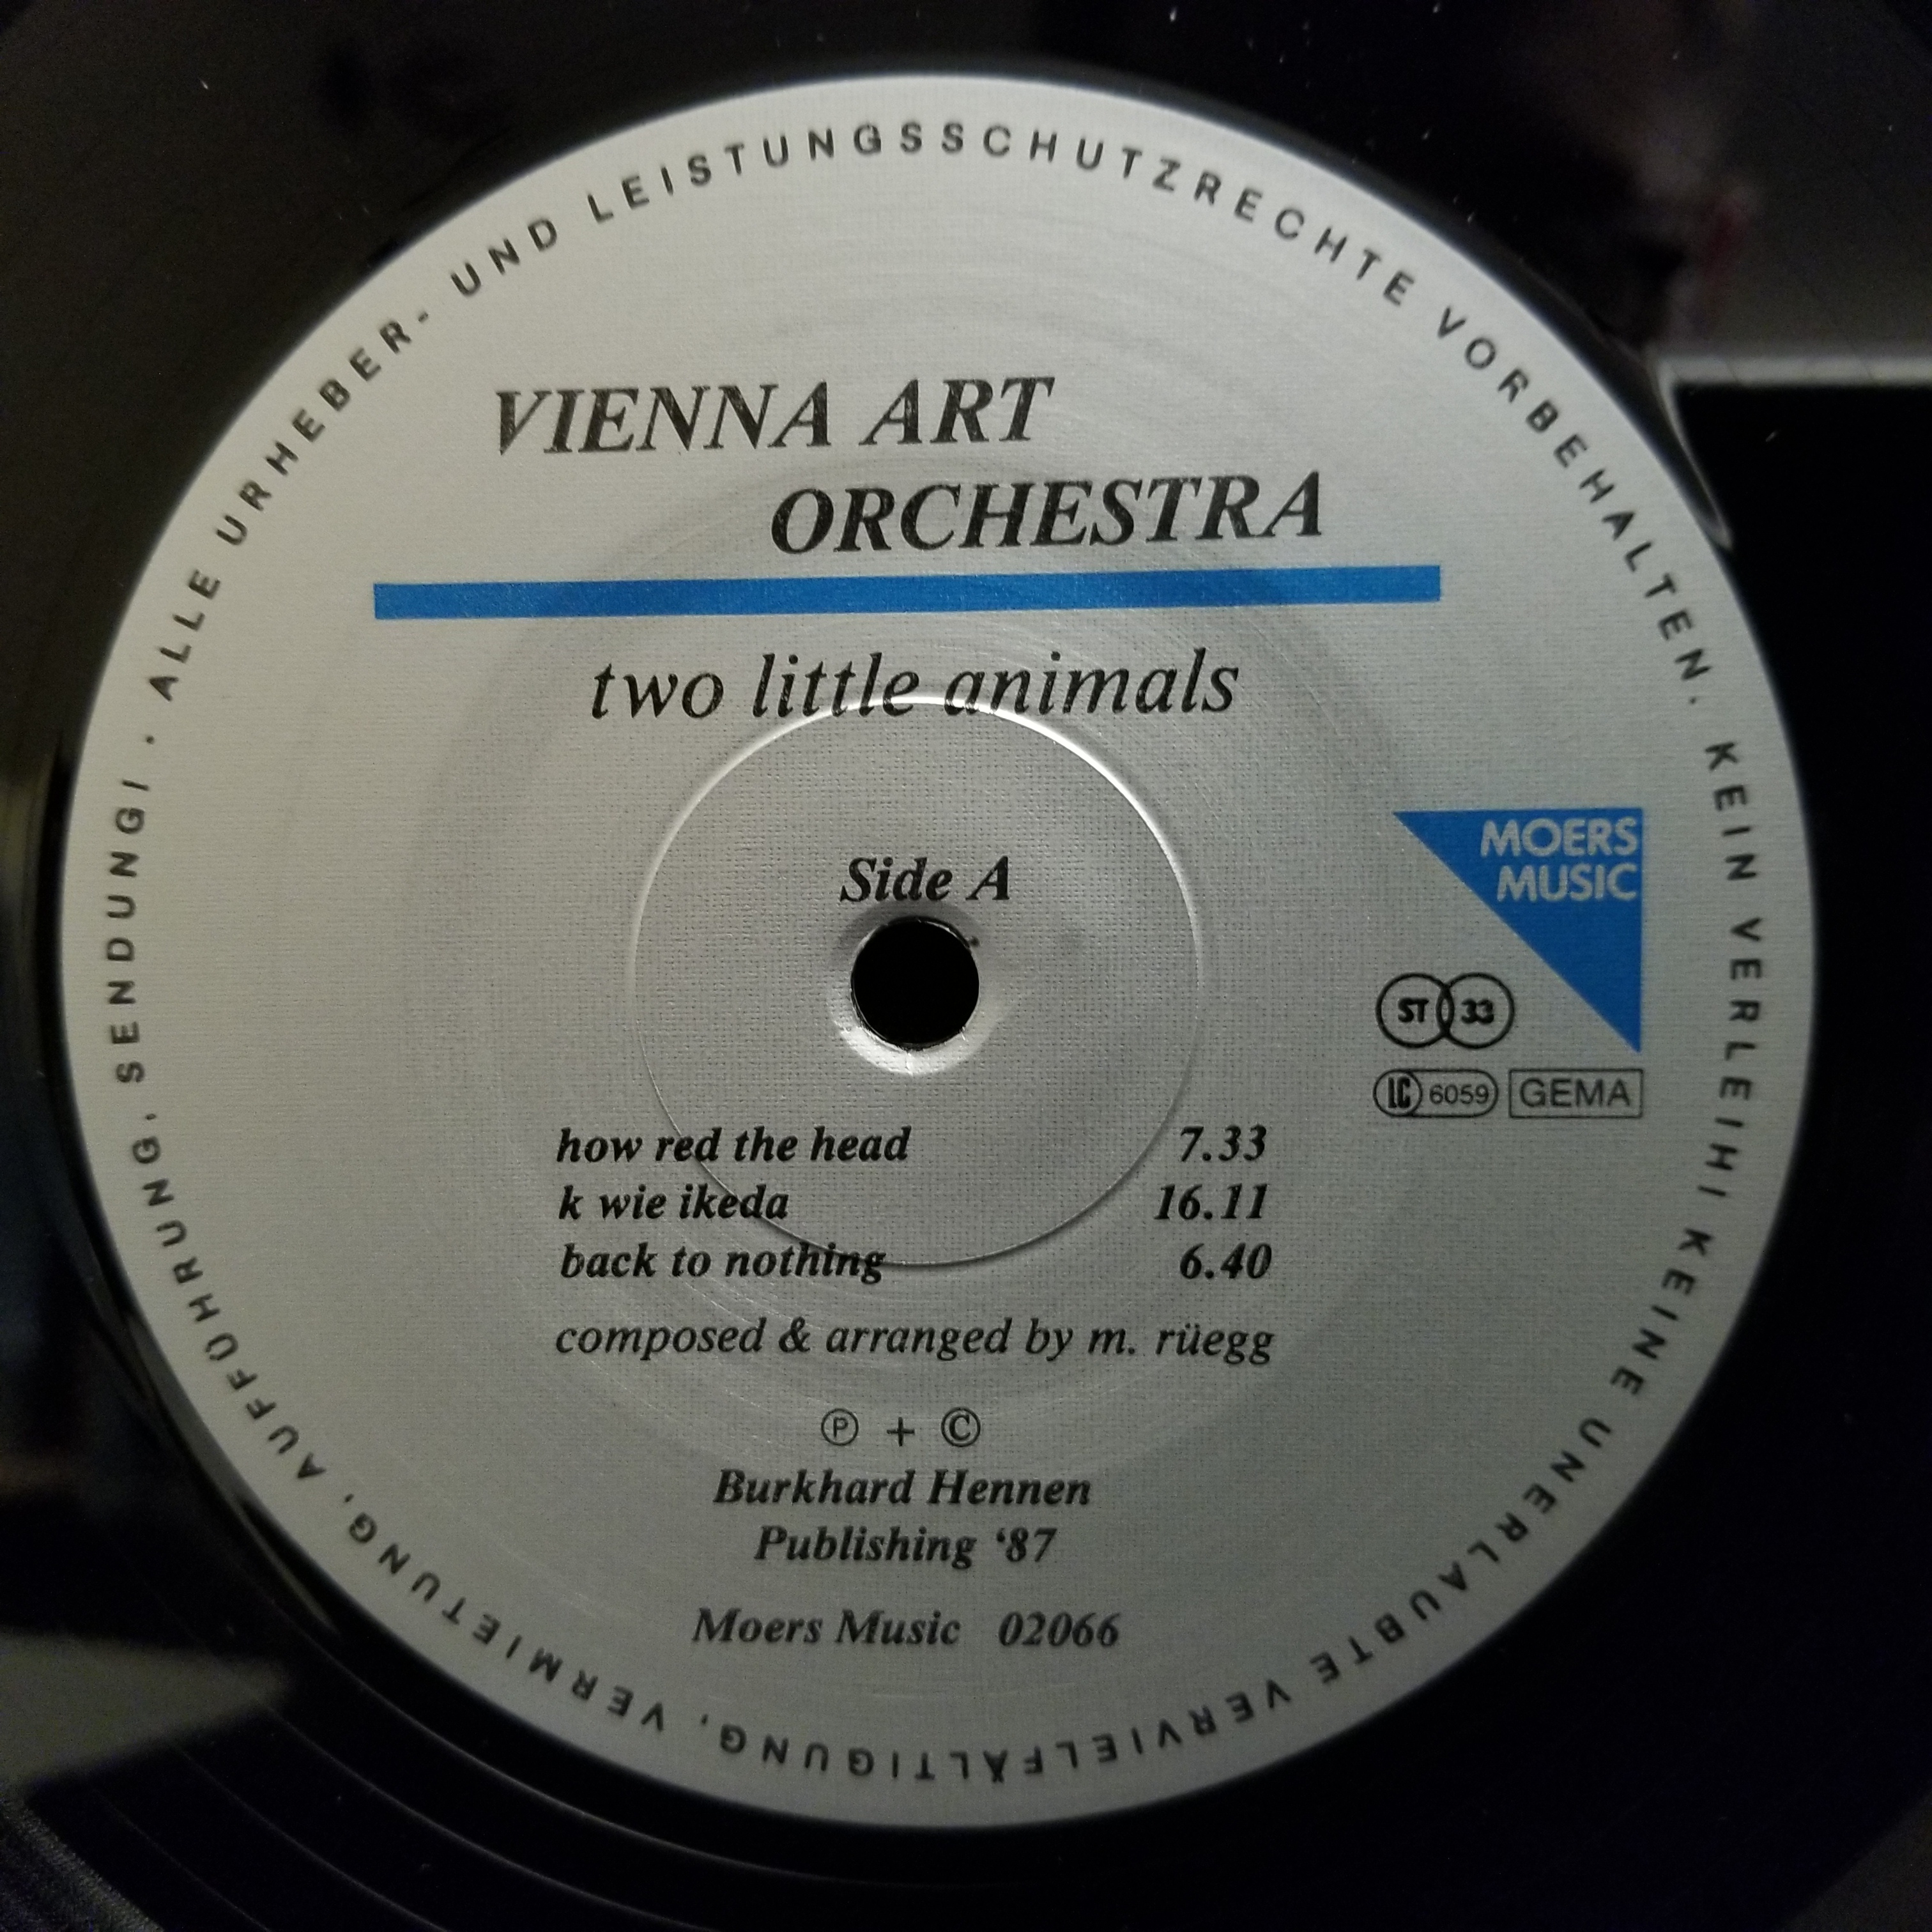 ALLE URHEBER- UND LEISTUNGSSCHUTZRECHTE VORBEHALTEN. KEIN VERLEIH! KEINE UNERLAUBTE VERVIELFÄLTIGUNG, VERMIETUNG, AUFFÜHRUNG, SENDUNG! ·
VIENNA ART
ORCHESTRA
two little animals
MOERS
MUSIC
Side A
ST 33
LC 6059 GEMA
how red the head 7.33
k wie ikeda 16.11
back to nothing 6.40
composed & arranged by m. rüegg
℗ + ©
Burkhard Hennen
Publishing ‘87
Moers Music 02066